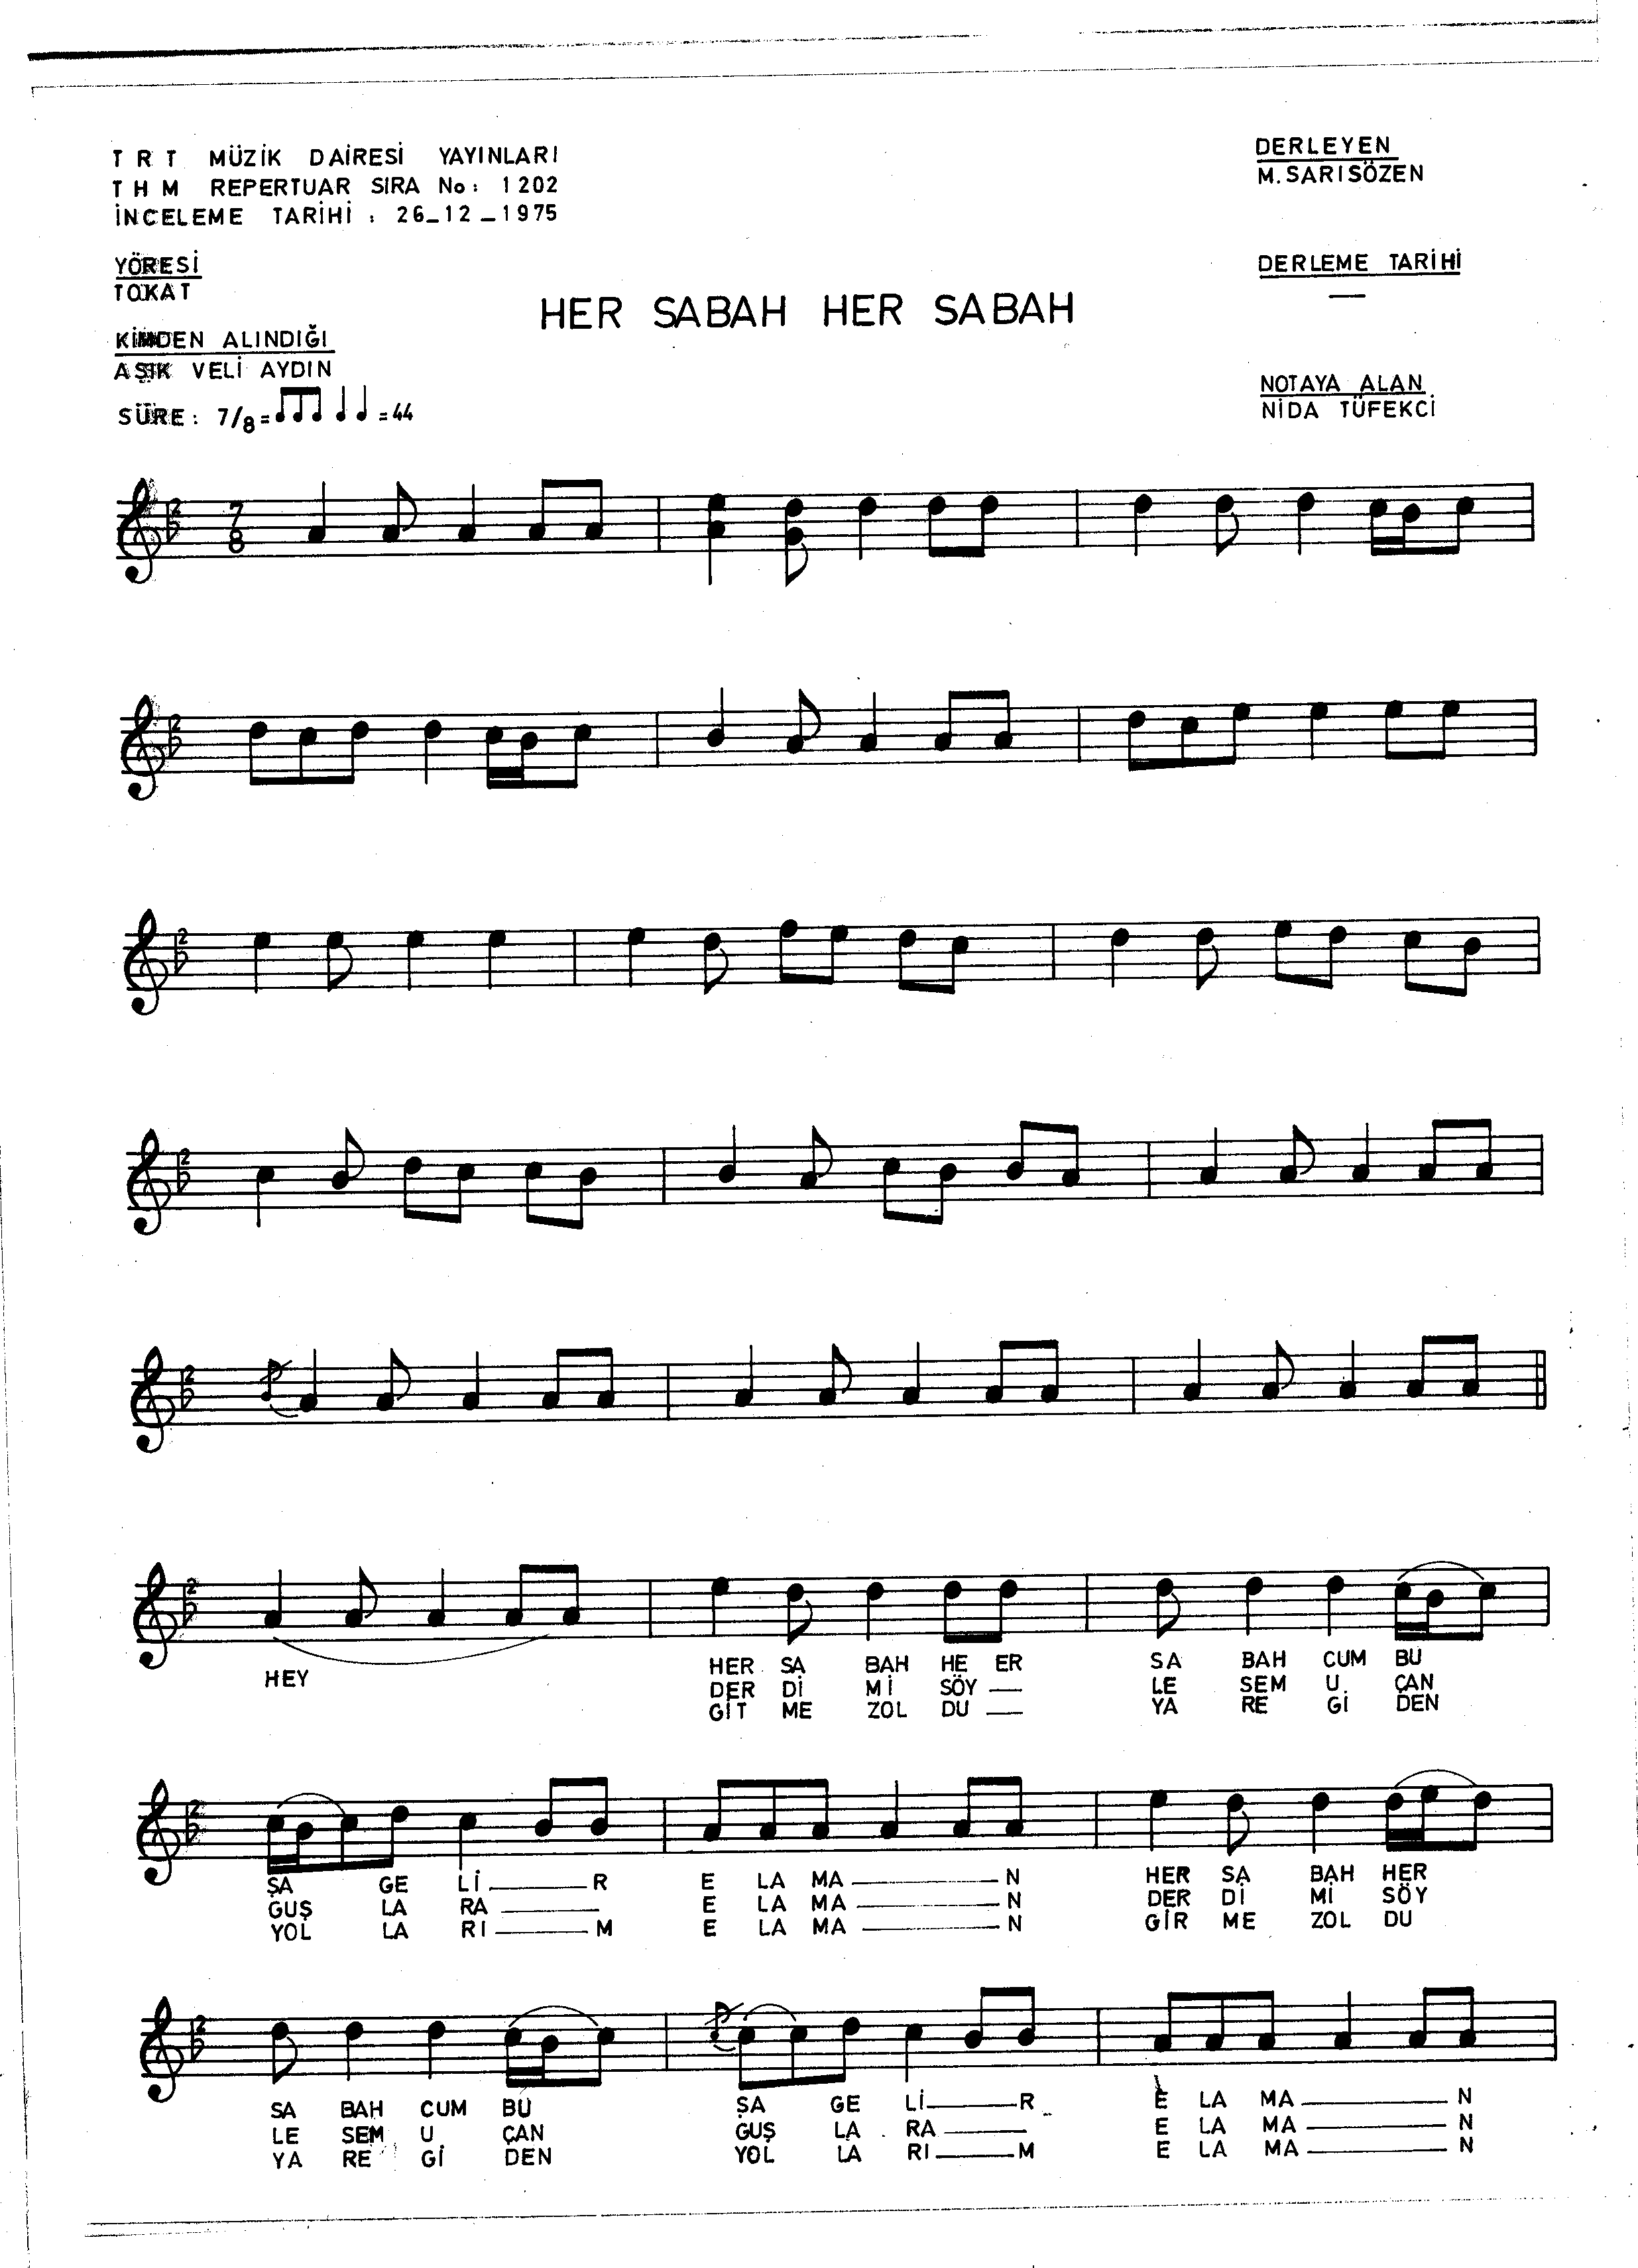 TRT MÜZİK DAİRESİ YAYINLARI
THM REPERTUAR SIRA No: 1202
İNCELEME TARİHİ : 26_12_1975
DERLEYEN
M.SARISÖZEN
YÖRESİ
TOKAT
DERLEME TARİHİ
—
HER SABAH HER SABAH
KİMDEN ALINDIĞI
AŞIK VELİ AYDIN
NOTAYA ALAN
NİDA TÜFEKCİ
SÜRE: 7/8 = = 44
7
8
HEY HER SA BAH HE ER SA BAH CUM BU
DER Dİ Mİ SÖY — LE SEM U ÇAN
GİT ME ZOL DU — YA RE Gİ DEN
ŞA GE Lİ — R E LA MA — N HER SA BAH HER
GUŞ LA RA — E LA MA — N DER Dİ Mİ SÖY
YOL LA RI — M E LA MA — N GİR ME ZOL DU
SA BAH CUM BU ŞA GE Lİ — R E LA MA — N
LE SEM U ÇAN GUŞ LA RA — E LA MA — N
YA RE Gİ DEN YOL LA RI — M E LA MA — N